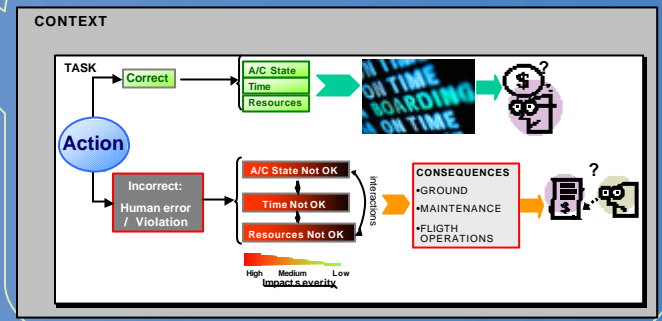 CONTEXT
TASK
Correct
A/C State
Time
Resources
ON TIME
BOARDING
ON TIME
$
?
Action
Incorrect:
Human error
/ Violation
A/C State Not OK
Time Not OK
Resources Not OK
interactions
High Medium Low
Impact severity
CONSEQUENCES
•GROUND
•MAINTENANCE
•FLIGTH
OPERATIONS
?
$